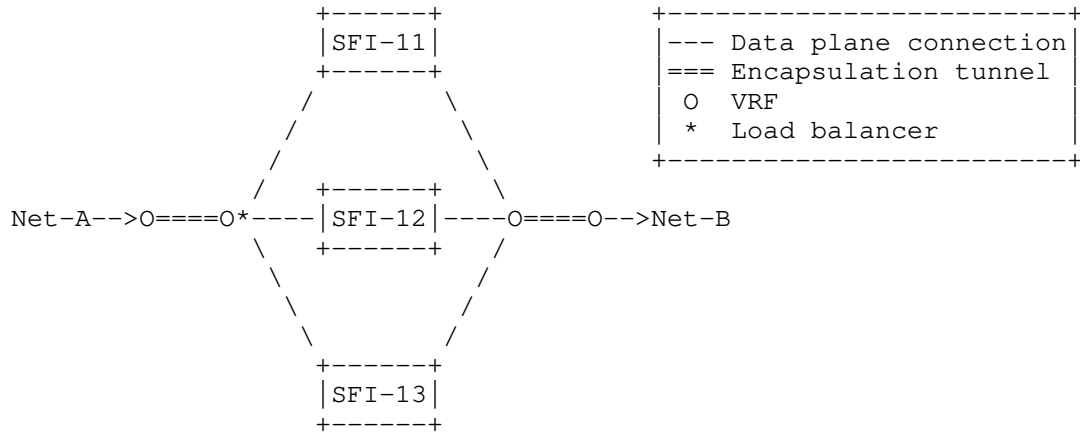 SFI-11
--- Data plane connection
=== Encapsulation tunnel
O VRF
* Load balancer
Net-A-->O====O*----|SFI-12|----O====O-->Net-B
SFI-13